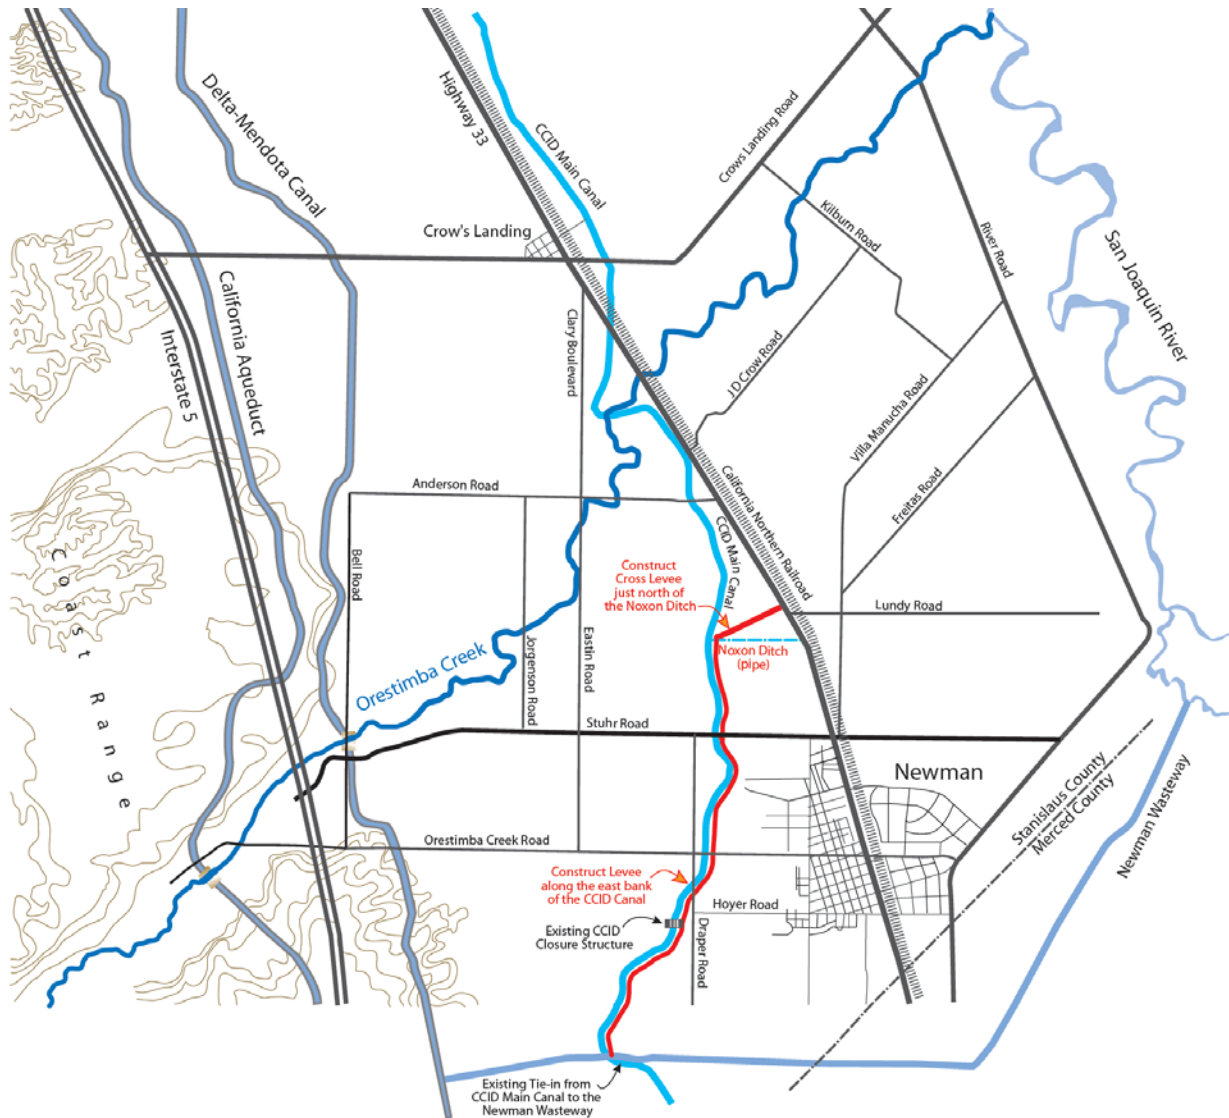 Delta-Mendota Canal
Highway 33
CCID Main Canal
Crows Landing Road
Kilburn Road
River Road
San Joaquin River
Crow's Landing
California Aqueduct
Interstate 5
Clary Boulevard
J D Crow Road
Villa Manucha Road
Freitas Road
Anderson Road
California Northern Railroad
CCID Main Canal
Coast Range
Bell Road
Construct
Cross Levee
just north of
the Noxon Ditch
Lundy Road
Noxon Ditch
(pipe)
Orestimba Creek
Jorgenson Road
Eastin Road
Stuhr Road
Newman
Stanislaus County
Merced County
Newman Wasteway
Orestimba Creek Road
Construct Levee
along the east bank
of the CCID Canal
Hoyer Road
Existing CCID
Closure Structure
Draper Road
Existing Tie-in from
CCID Main Canal to the
Newman Wasteway